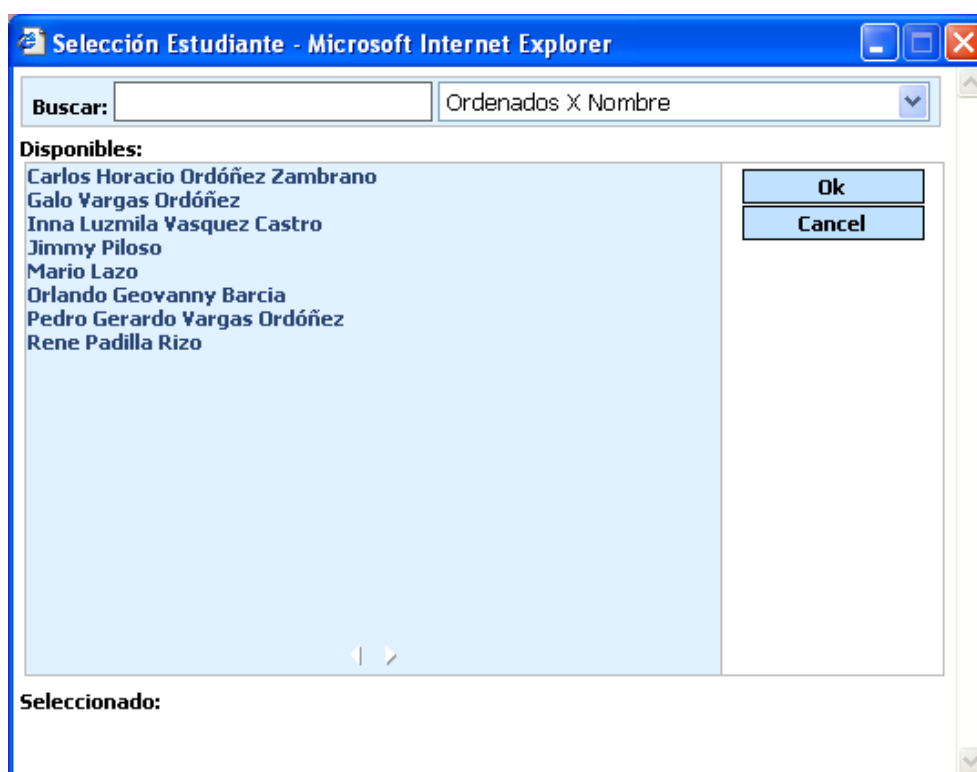 Selección Estudiante - Microsoft Internet Explorer
Buscar: Ordenados X Nombre
Disponibles:
Carlos Horacio Ordóñez Zambrano
Galo Vargas Ordóñez
Inna Luzmila Vasquez Castro
Jimmy Piloso
Mario Lazo
Orlando Geovanny Barcia
Pedro Gerardo Vargas Ordóñez
Rene Padilla Rizo
Ok
Cancel
Seleccionado: